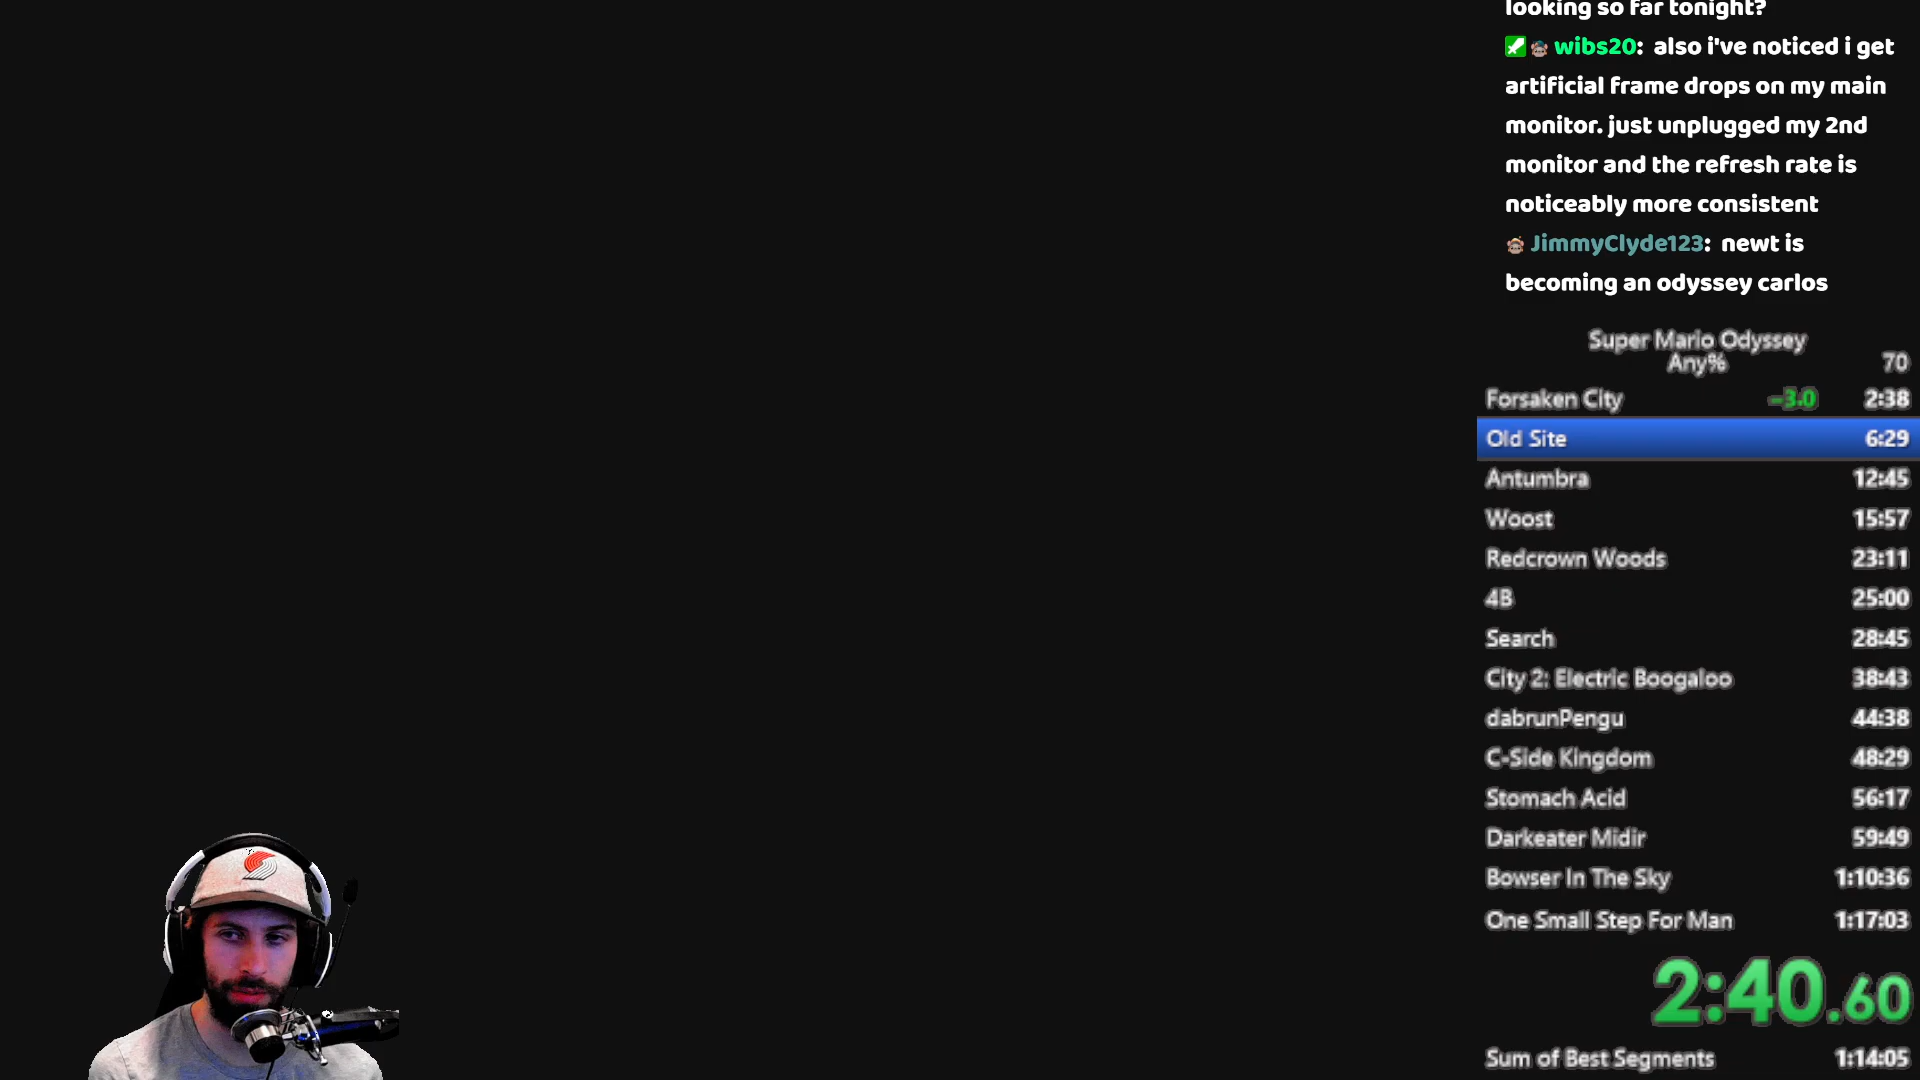 looking so far tonight?
wibs20: also i've noticed i get
artificial frame drops on my main
monitor. just unplugged my 2nd
monitor and the refresh rate is
noticeably more consistent
JimmyClyde123: newt is
becoming an odyssey carlos
Super Mario Odyssey
Any% 70
Forsaken City -3.0 2:38
Old Site 6:29
Antumbra 12:45
Woost 15:57
Redcrown Woods 23:11
4B 25:00
Search 28:45
City 2: Electric Boogaloo 38:43
dabrunPengu 44:38
C-Side Kingdom 48:29
Stomach Acid 56:17
Darkeater Midir 59:49
Bowser In The Sky 1:10:36
One Small Step For Man 1:17:03
2:40.60
Sum of Best Segments 1:14:05